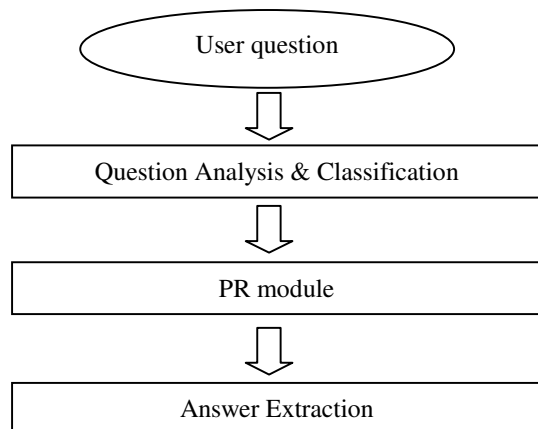 User question
Question Analysis & Classification
PR module
Answer Extraction